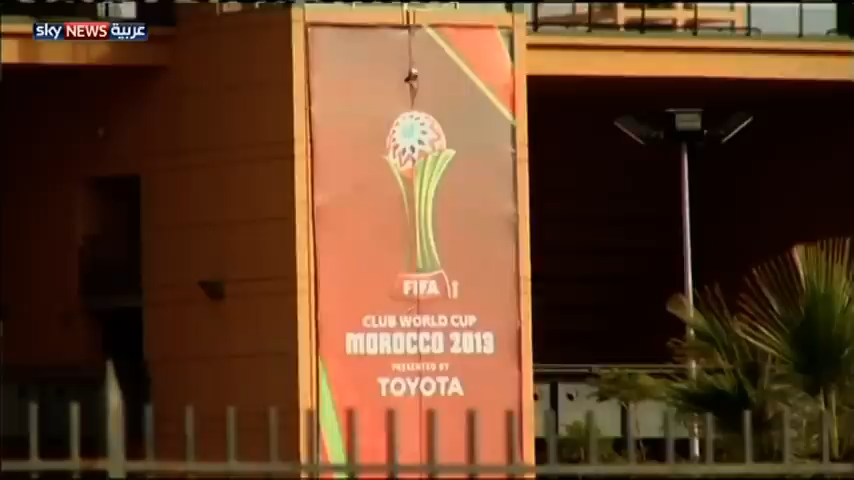 sky NEWS عربية
FIFA
CLUB WORLD CUP
MOROCCO 2013
PRESENTED BY
TOYOTA